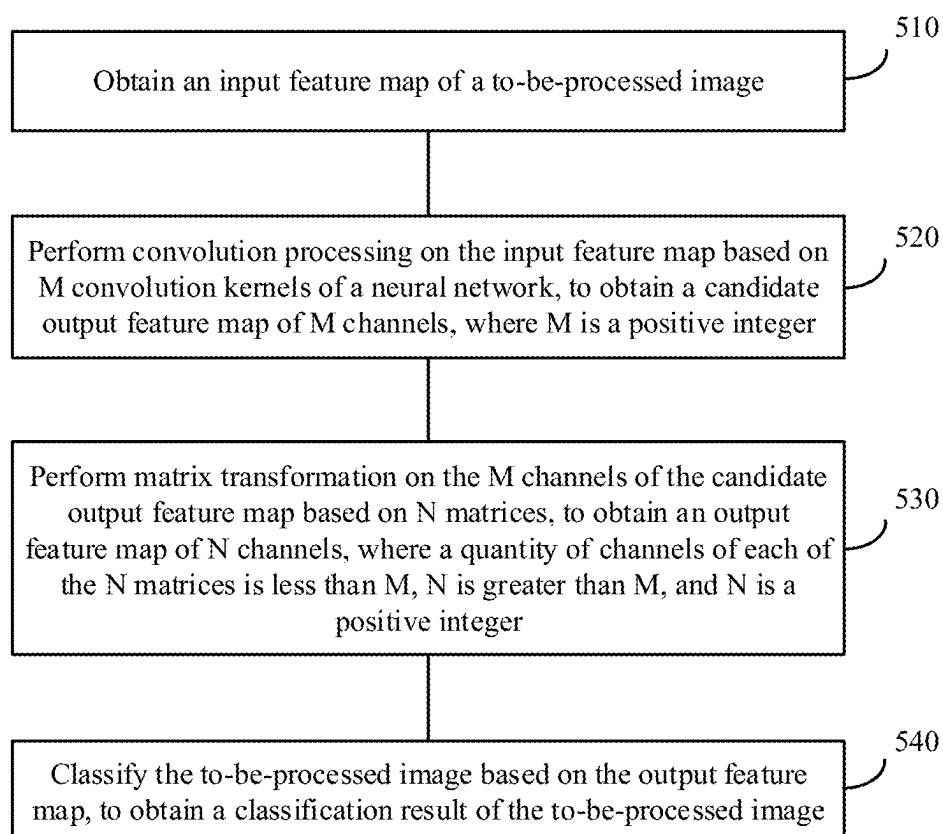 510
Obtain an input feature map of a to-be-processed image
520
Perform convolution processing on the input feature map based on
M convolution kernels of a neural network, to obtain a candidate
output feature map of M channels, where M is a positive integer
530
Perform matrix transformation on the M channels of the candidate
output feature map based on N matrices, to obtain an output
feature map of N channels, where a quantity of channels of each of
the N matrices is less than M, N is greater than M, and N is a
positive integer
540
Classify the to-be-processed image based on the output feature
map, to obtain a classification result of the to-be-processed image